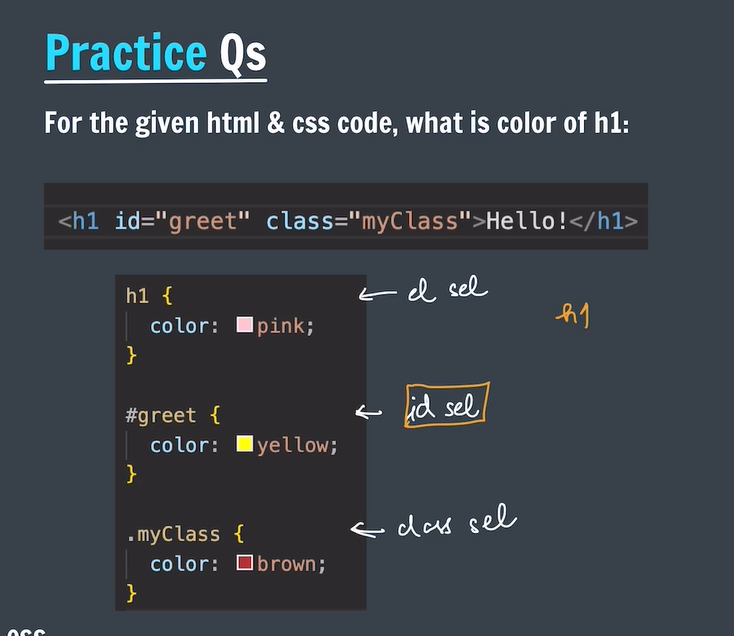 Practice Qs
For the given html & css code, what is color of h1:
<h1 id="greet" class="myClass">Hello!</h1>
h1 {
color: pink;
}
← el sel
h1
#greet {
color: yellow;
}
← id sel
.myClass {
color: brown;
}
← class sel